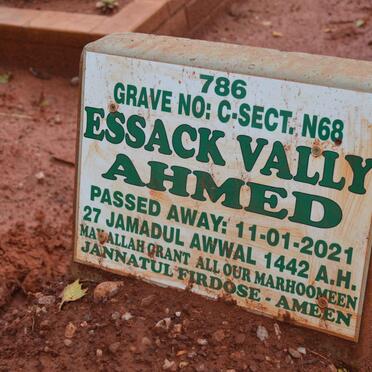 786
GRAVE NO: C-SECT. N68
ESSACK VALLY
AHMED
PASSED AWAY: 11-01-2021
27 JAMADUL AWWAL 1442 A.H.
MAY ALLAH GRANT ALL OUR MARHOOMEEN
JANNATUL FIRDOSE - AMEEN